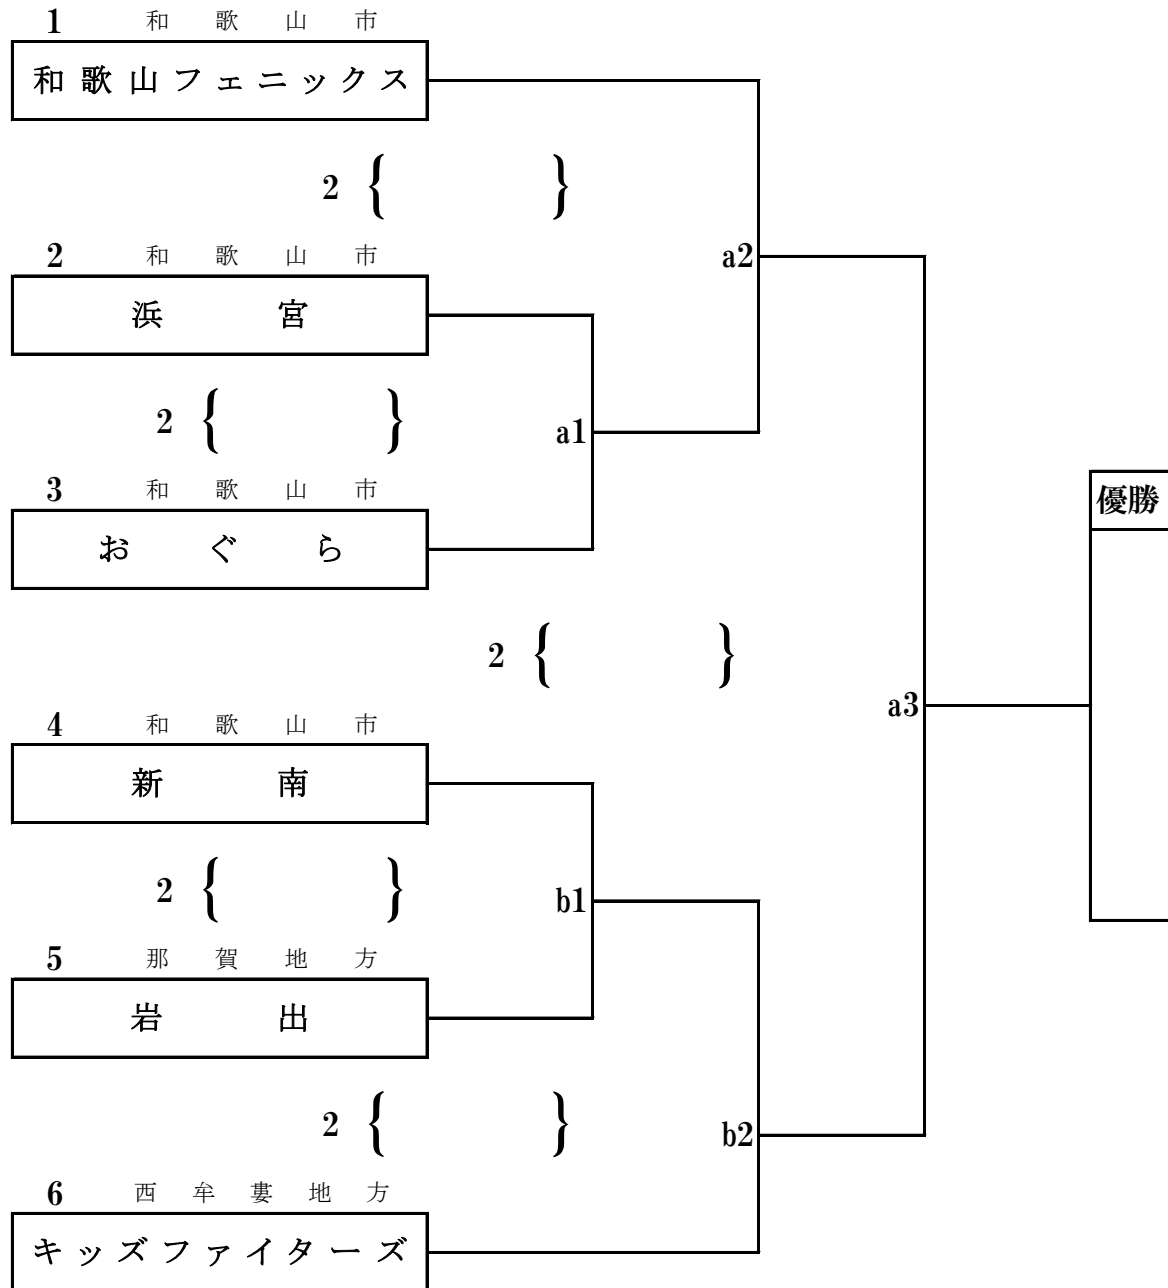 1 和歌山市
和歌山フェニックス
2 { }
a2
2 和歌山市
浜宮
2 { }
a1
3 和歌山市
おぐら
優勝
2 { }
a3
4 和歌山市
新南
2 { }
b1
5 那賀地方
岩出
2 { }
b2
6 西牟婁地方
キッズファイターズ